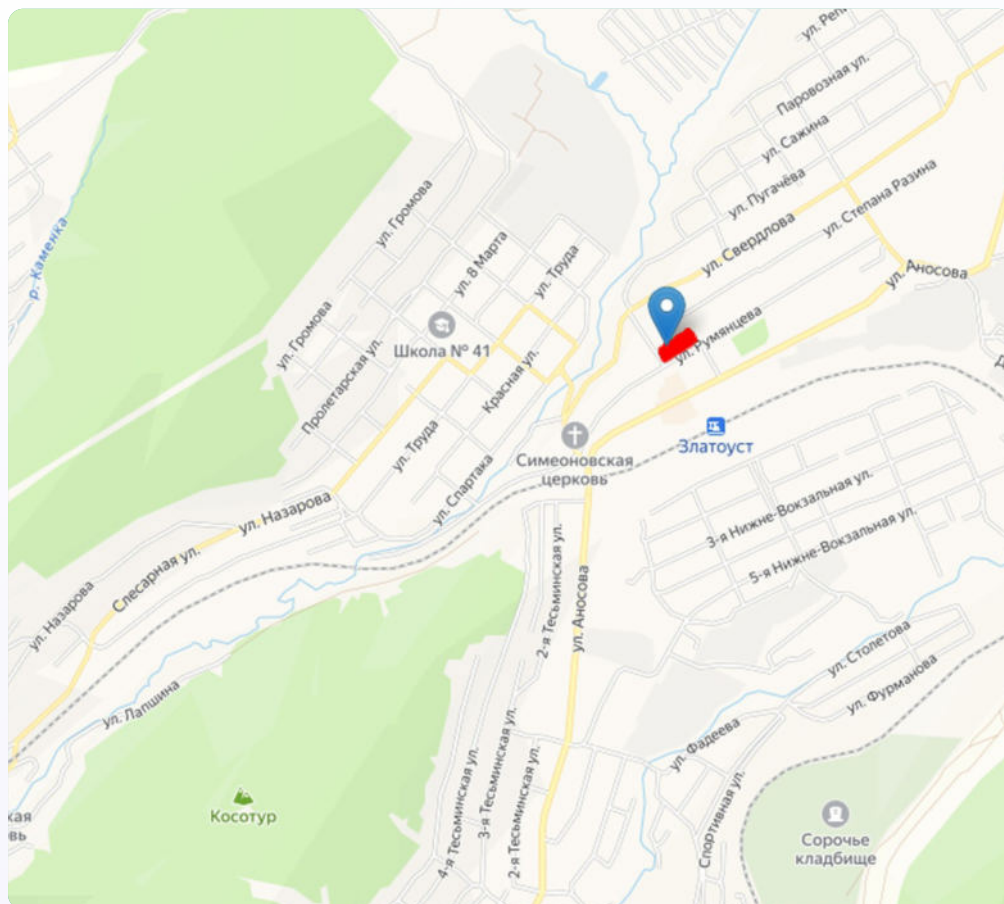 ул. Репи
Паровозная ул.
ул. Сажина
ул. Пугачёва
ул. Степана Разина
ул. Свердлова
ул. Аносова
ул. Громова
р. Каменка
ул. 8 Марта
ул. Труда
ул. Громова
Школа № 41
ул. Румянцева
Пролетарская ул.
Красная ул.
Златоуст
Симеоновская
церковь
ул. Труда
ул. Спартака
3-я Нижне-Вокзальная ул.
ул. Назарова
5-я Нижне-Вокзальная ул.
Слесарная ул.
2-я Тесьминская ул.
ул. Аносова
ул. Назарова
ул. Столетова
ул. Лапшина
ул. Фурманова
ул. Фадеева
3-я Тесьминская ул.
4-я Тесьминская ул.
2-я Тесьминская ул.
Спортивная ул.
Косотур
кая
вь
Сорочье
кладбище